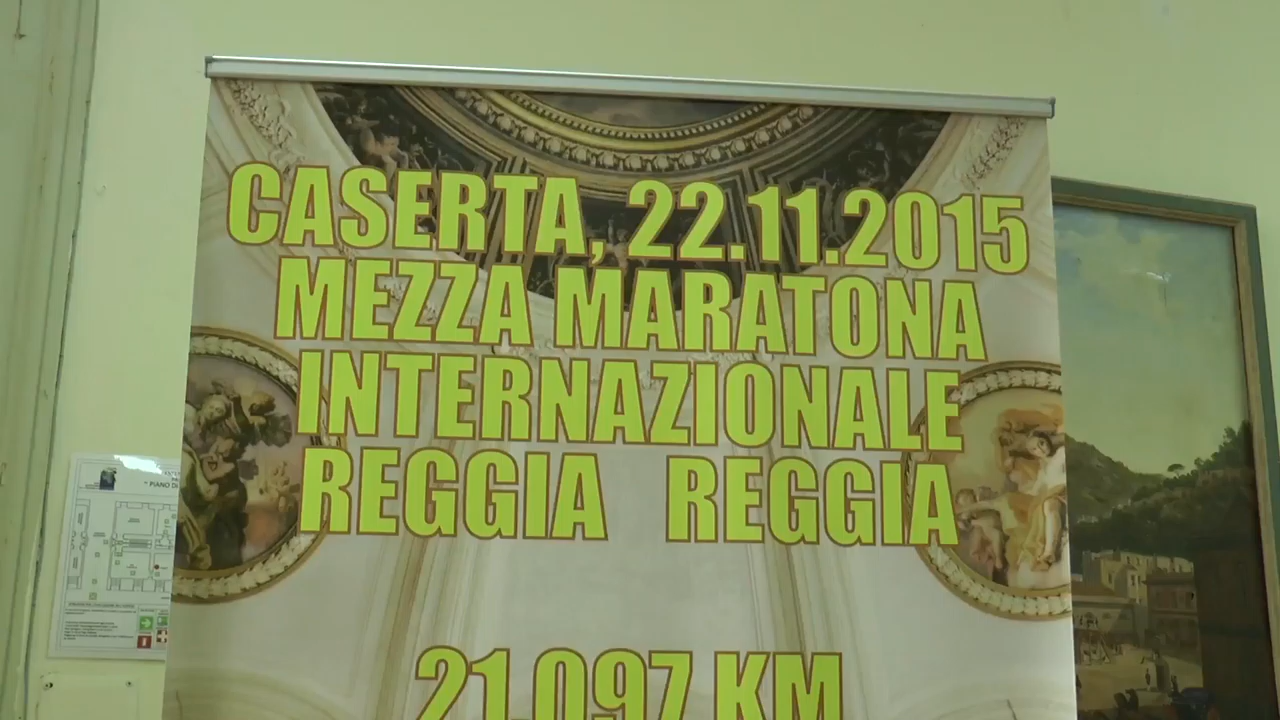 CASERTA, 22.11.2015
MEZZA MARATONA
INTERNAZIONALE
REGGIA REGGIA
21,097 KM